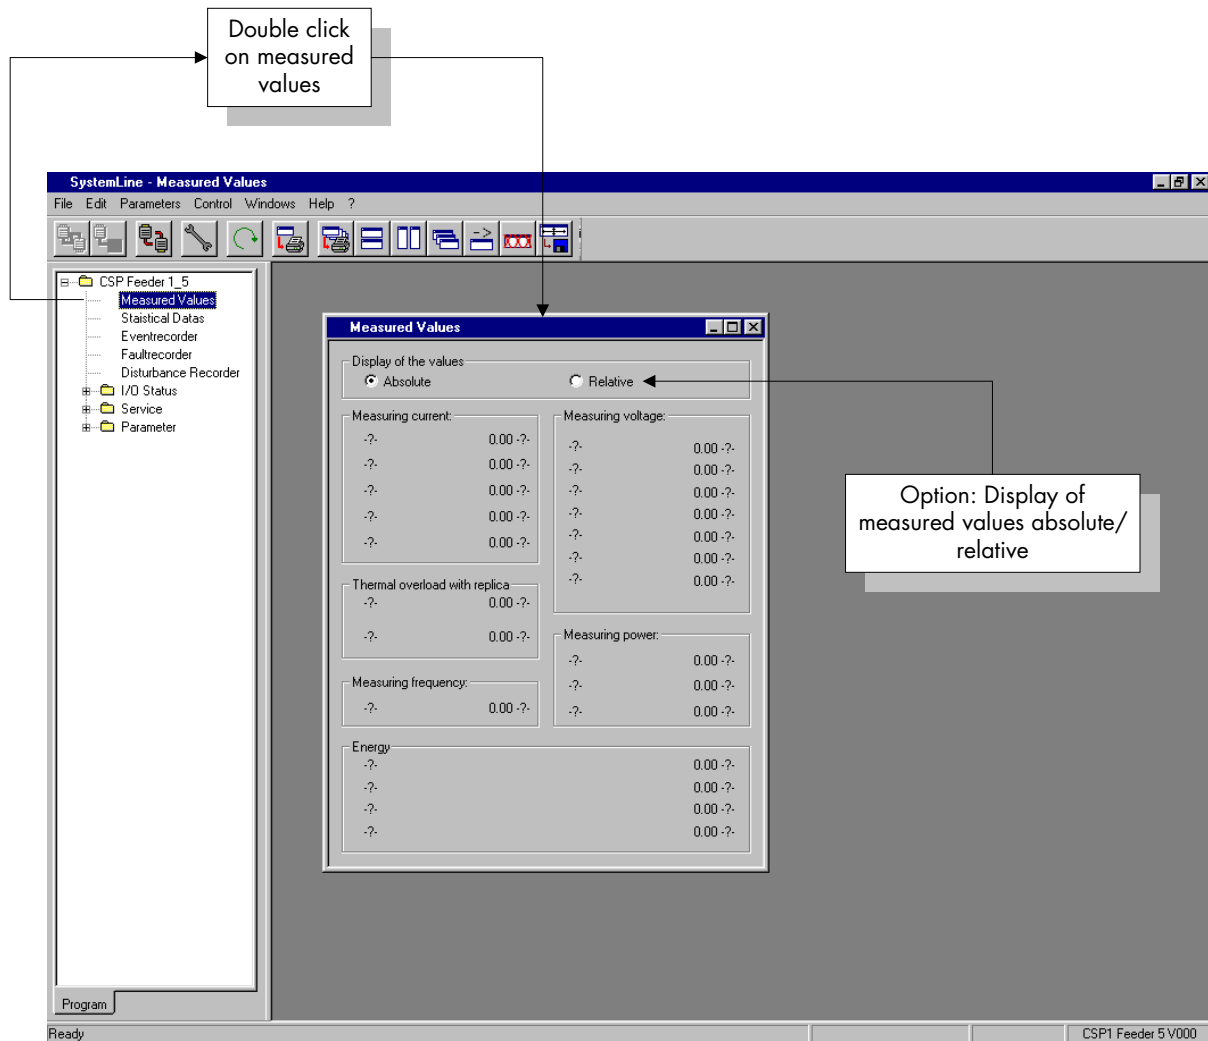 Double click
on measured
values
SystemLine - Measured Values
File Edit Parameters Control Windows Help ?
CSP Feeder 1_5
Measured Values
Staistical Datas
Eventrecorder
Faultrecorder
Disturbance Recorder
I/O Status
Service
Parameter
Program
Measured Values
Display of the values
Absolute
Relative
Measuring current:
-?- 0.00 -?-
-?- 0.00 -?-
-?- 0.00 -?-
-?- 0.00 -?-
-?- 0.00 -?-
Measuring voltage:
-?- 0.00 -?-
-?- 0.00 -?-
-?- 0.00 -?-
-?- 0.00 -?-
-?- 0.00 -?-
-?- 0.00 -?-
-?- 0.00 -?-
Thermal overload with replica
-?- 0.00 -?-
-?- 0.00 -?-
Measuring power:
-?- 0.00 -?-
-?- 0.00 -?-
-?- 0.00 -?-
Measuring frequency:
-?- 0.00 -?-
Energy
-?- 0.00 -?-
-?- 0.00 -?-
-?- 0.00 -?-
-?- 0.00 -?-
Option: Display of
measured values absolute/
relative
Ready
CSP1 Feeder 5 V000